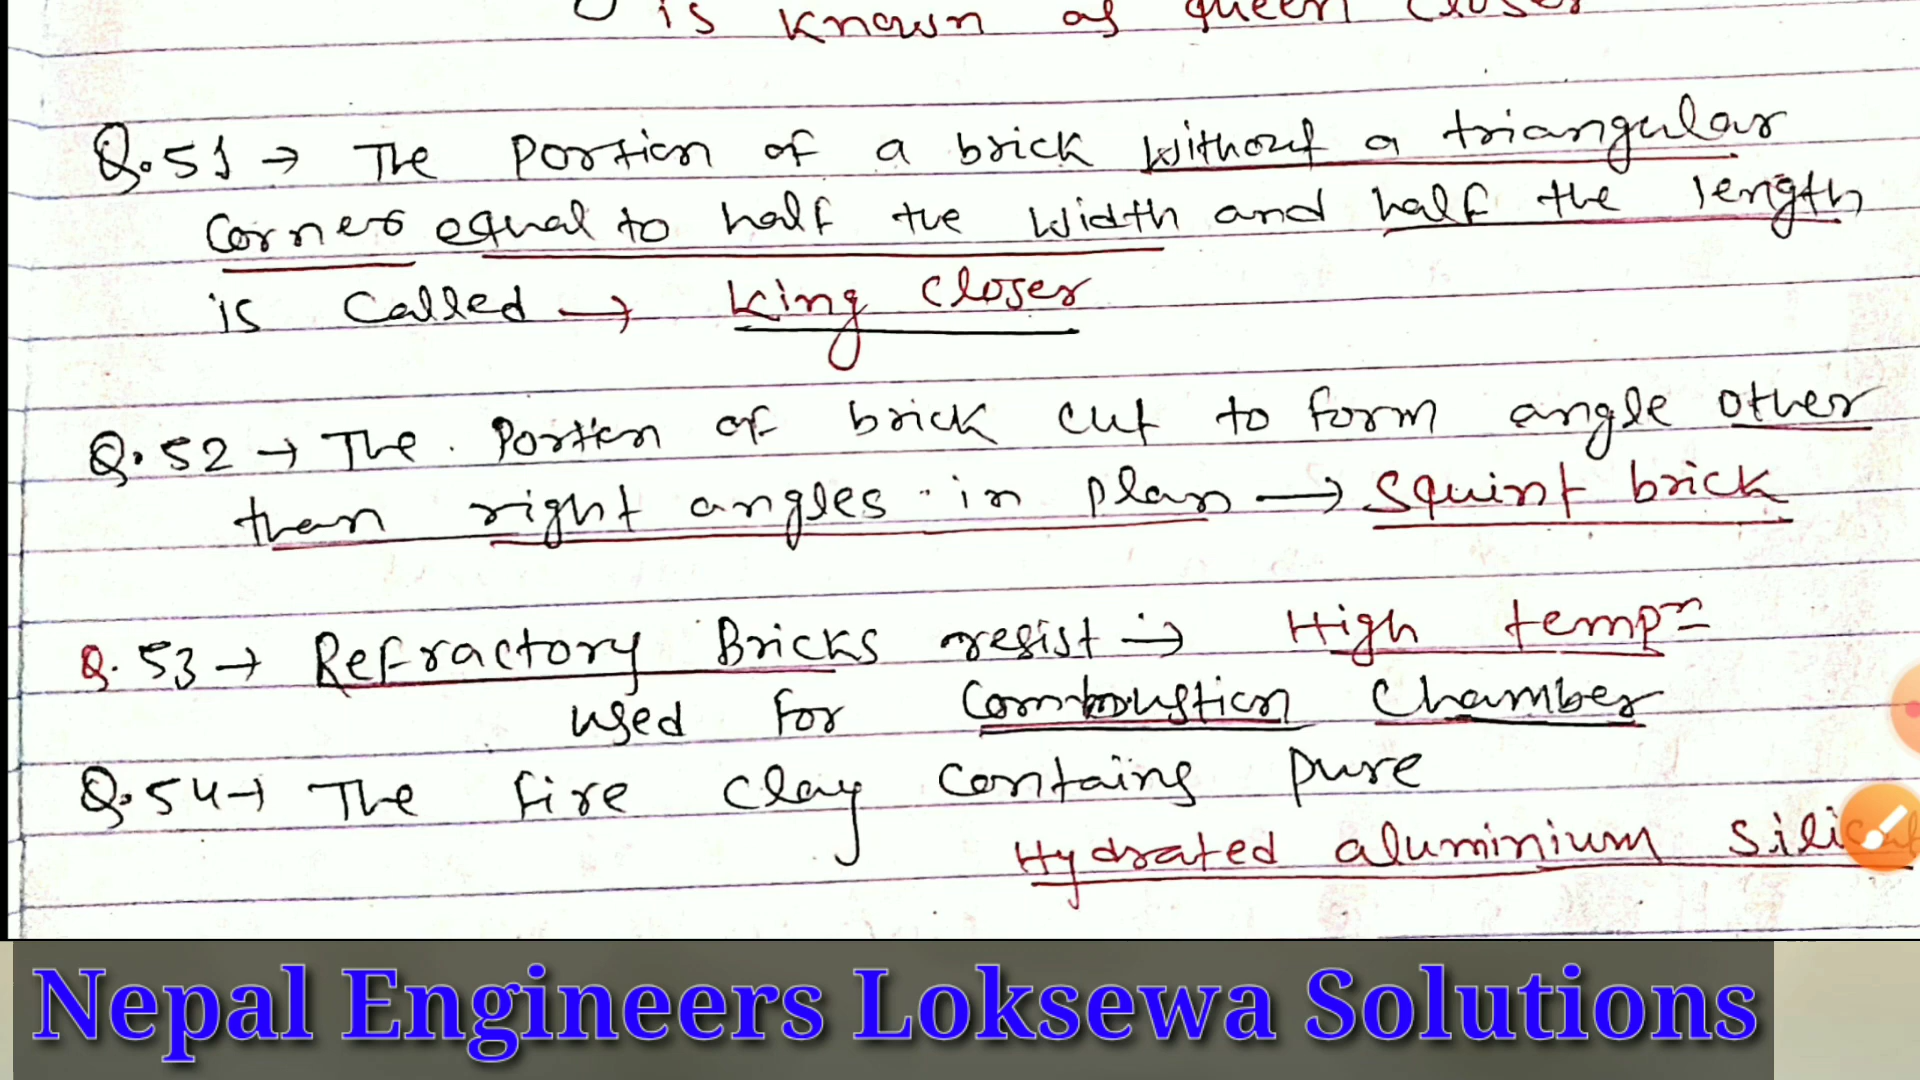 is known as queen closer
Q.51 → The portion of a brick without a triangular
corner equal to half the width and half the length
is called → King closer
Q.52 → The portion of brick cut to form angle other
than right angles in plan → Squint brick
Q.53 → Refractory Bricks resist → High tempr
used for Combustion Chamber
Q.54 → The fire clay contains pure
Hydrated aluminium
Nepal Engineers Loksewa Solutions